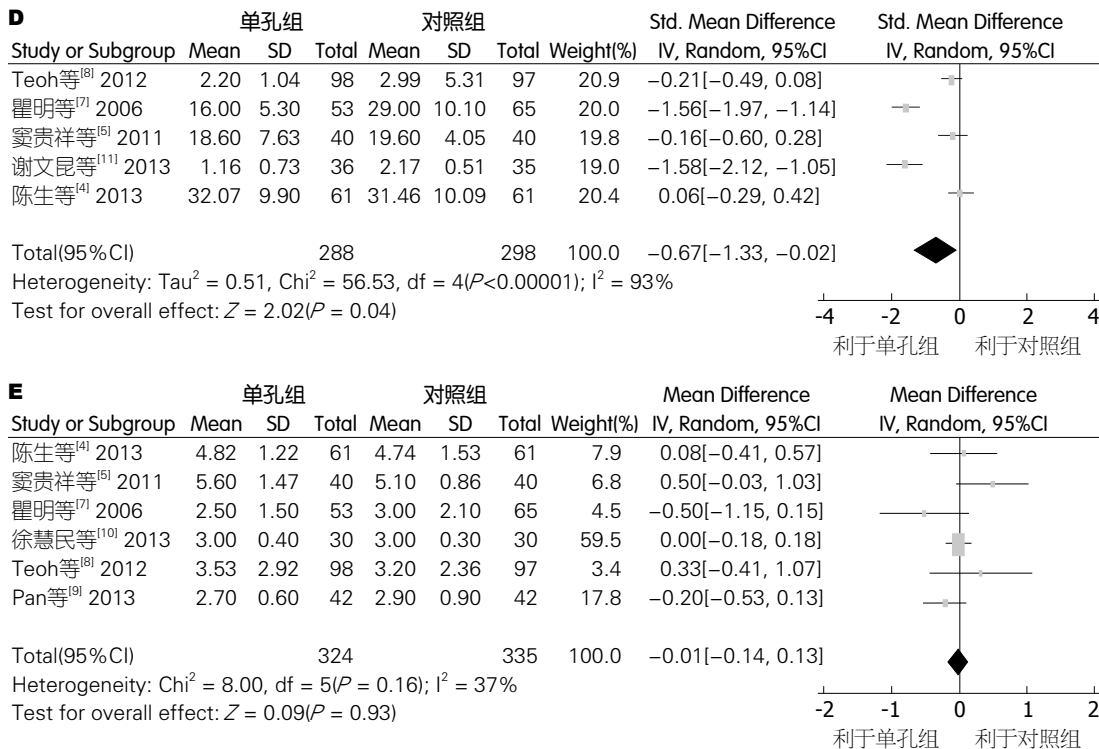 D 单孔组 对照组 Std. Mean Difference Std. Mean Difference
Study or Subgroup Mean SD Total Mean SD Total Weight(%) IV, Random, 95%CI IV, Random, 95%CI
Teoh等[8] 2012 2.20 1.04 98 2.99 5.31 97 20.9 −0.21[−0.49, 0.08]
瞿明等[7] 2006 16.00 5.30 53 29.00 10.10 65 20.0 −1.56[−1.97, −1.14]
窦贵祥等[5] 2011 18.60 7.63 40 19.60 4.05 40 19.8 −0.16[−0.60, 0.28]
谢文昆等[11] 2013 1.16 0.73 36 2.17 0.51 35 19.0 −1.58[−2.12, −1.05]
陈生等[4] 2013 32.07 9.90 61 31.46 10.09 61 20.4 0.06[−0.29, 0.42]
Total(95%CI) 288 298 100.0 −0.67[−1.33, −0.02]
Heterogeneity: Tau² = 0.51, Chi² = 56.53, df = 4(P<0.00001); I² = 93%
Test for overall effect: Z = 2.02(P = 0.04)
-4 -2 0 2 4
利于单孔组 利于对照组
E 单孔组 对照组 Mean Difference Mean Difference
Study or Subgroup Mean SD Total Mean SD Total Weight(%) IV, Random, 95%CI IV, Random, 95%CI
陈生等[4] 2013 4.82 1.22 61 4.74 1.53 61 7.9 0.08[−0.41, 0.57]
窦贵祥等[5] 2011 5.60 1.47 40 5.10 0.86 40 6.8 0.50[−0.03, 1.03]
瞿明等[7] 2006 2.50 1.50 53 3.00 2.10 65 4.5 −0.50[−1.15, 0.15]
徐慧民等[10] 2013 3.00 0.40 30 3.00 0.30 30 59.5 0.00[−0.18, 0.18]
Teoh等[8] 2012 3.53 2.92 98 3.20 2.36 97 3.4 0.33[−0.41, 1.07]
Pan等[9] 2013 2.70 0.60 42 2.90 0.90 42 17.8 −0.20[−0.53, 0.13]
Total(95%CI) 324 335 100.0 −0.01[−0.14, 0.13]
Heterogeneity: Chi² = 8.00, df = 5(P = 0.16); I² = 37%
Test for overall effect: Z = 0.09(P = 0.93)
-2 -1 0 1 2
利于单孔组 利于对照组